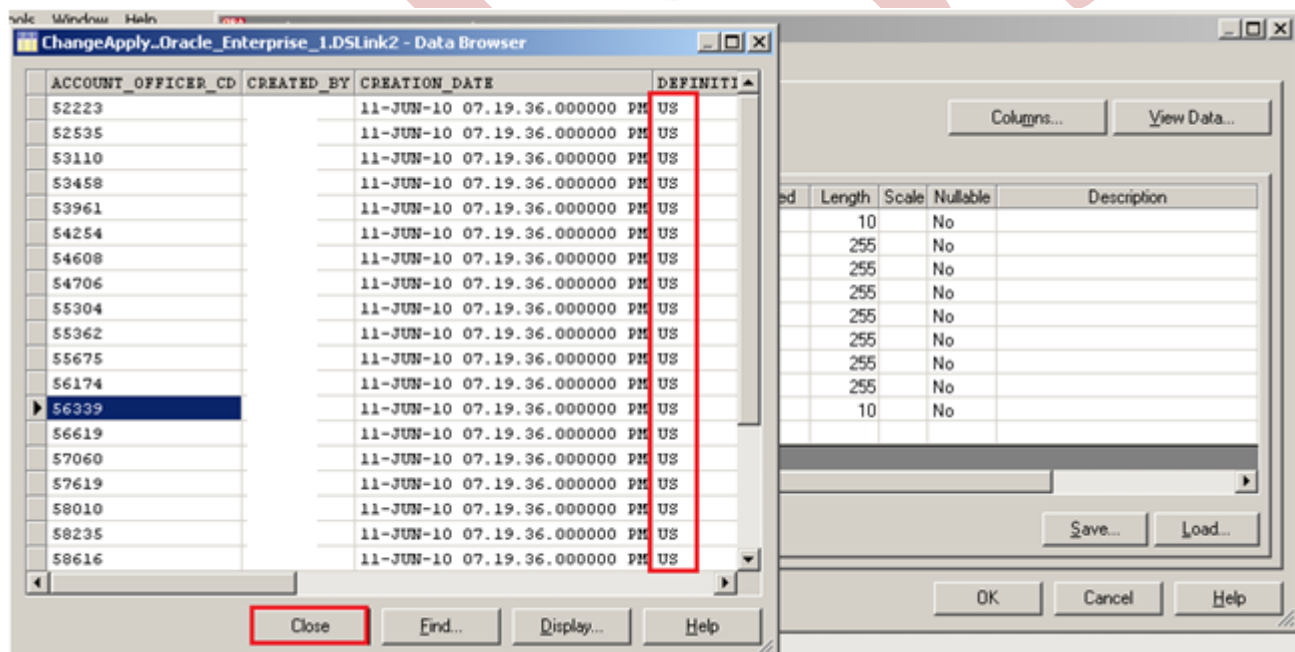 ools Window Help
ChangeApply..Oracle_Enterprise_1.DSLink2 - Data Browser
ACCOUNT_OFFICER_CD CREATED_BY CREATION_DATE DEFINITI
52223 11-JUN-10 07.19.36.000000 PM US
52535 11-JUN-10 07.19.36.000000 PM US
53110 11-JUN-10 07.19.36.000000 PM US
53458 11-JUN-10 07.19.36.000000 PM US
53961 11-JUN-10 07.19.36.000000 PM US
54254 11-JUN-10 07.19.36.000000 PM US
54608 11-JUN-10 07.19.36.000000 PM US
54706 11-JUN-10 07.19.36.000000 PM US
55304 11-JUN-10 07.19.36.000000 PM US
55362 11-JUN-10 07.19.36.000000 PM US
55675 11-JUN-10 07.19.36.000000 PM US
56174 11-JUN-10 07.19.36.000000 PM US
56339 11-JUN-10 07.19.36.000000 PM US
56619 11-JUN-10 07.19.36.000000 PM US
57060 11-JUN-10 07.19.36.000000 PM US
57619 11-JUN-10 07.19.36.000000 PM US
58010 11-JUN-10 07.19.36.000000 PM US
58235 11-JUN-10 07.19.36.000000 PM US
58616 11-JUN-10 07.19.36.000000 PM US
Close Find... Display... Help
Columns... View Data...
ed Length Scale Nullable Description
10 No
255 No
255 No
255 No
255 No
255 No
255 No
255 No
10 No
Save... Load...
OK Cancel Help